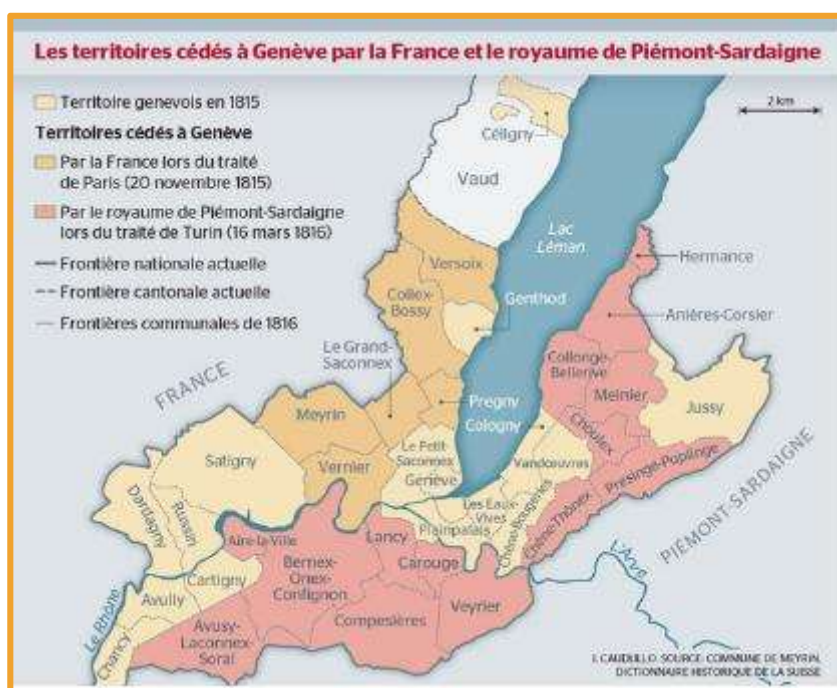 Les territoires cédés à Genève par la France et le royaume de Piémont-Sardaigne
Territoire genevois en 1815
Territoires cédés à Genève
Par la France lors du traité
de Paris (20 novembre 1815)
Par le royaume de Piémont-Sardaigne
lors du traité de Turin (16 mars 1816)
Frontière nationale actuelle
Frontière cantonale actuelle
Frontières communales de 1816
2 km
Céligny
Vaud
Lac
Léman
Versoix
Hermance
Collex-
Bossy
Genthod
Anières-Corsier
Le Grand-
Saconnex
Collonge-
Bellerive
FRANCE
Meinier
Pregny
Jussy
Meyrin
Cologny
Choulex
Satigny
Le Petit-
Saconnex
Vandœuvres
Vernier
Genève
Presinge-Puplinge
Les Eaux-
Vives
Dardagny
Russin
Plainpalais
Chêne-Bougeries
Chêne-Thônex
PIÉMONT-SARDAIGNE
Aire-la-Ville
Lancy
Bernex-
Onex-
Confignon
Carouge
L'Arve
Cartigny
Avully
Le Rhône
Veyrier
Compesières
Avusy-
Laconnex-
Soral
Chancy
I. CAUDULLO. SOURCE: COMMUNE DE MEYRIN,
DICTIONNAIRE HISTORIQUE DE LA SUISSE